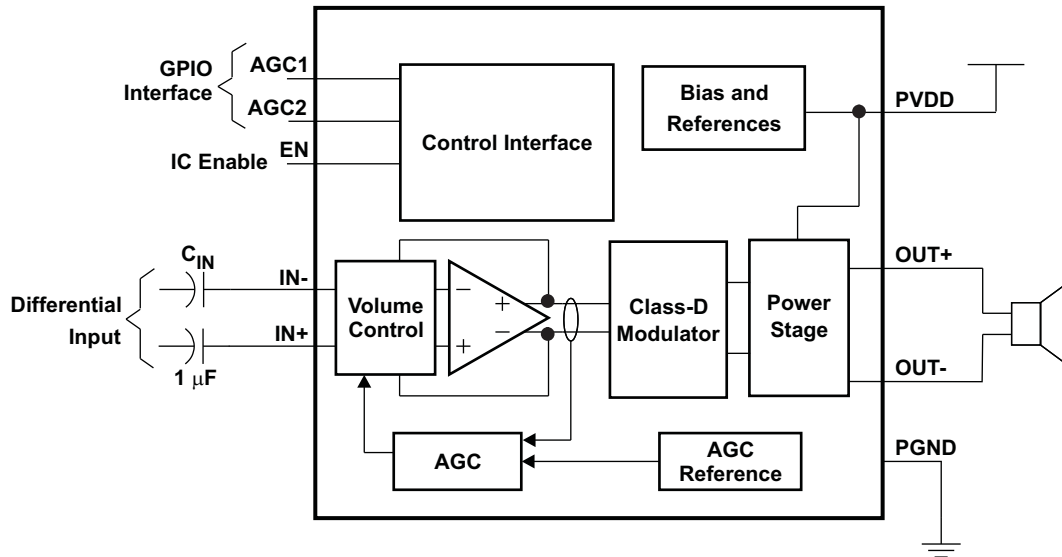 GPIO
Interface
AGC1
AGC2
IC Enable
EN
Control Interface
Bias and
References
PVDD
Differential
Input
C_IN
1 μF
IN-
IN+
Volume
Control
−
+
+
−
Class-D
Modulator
Power
Stage
OUT+
OUT-
AGC
AGC
Reference
PGND